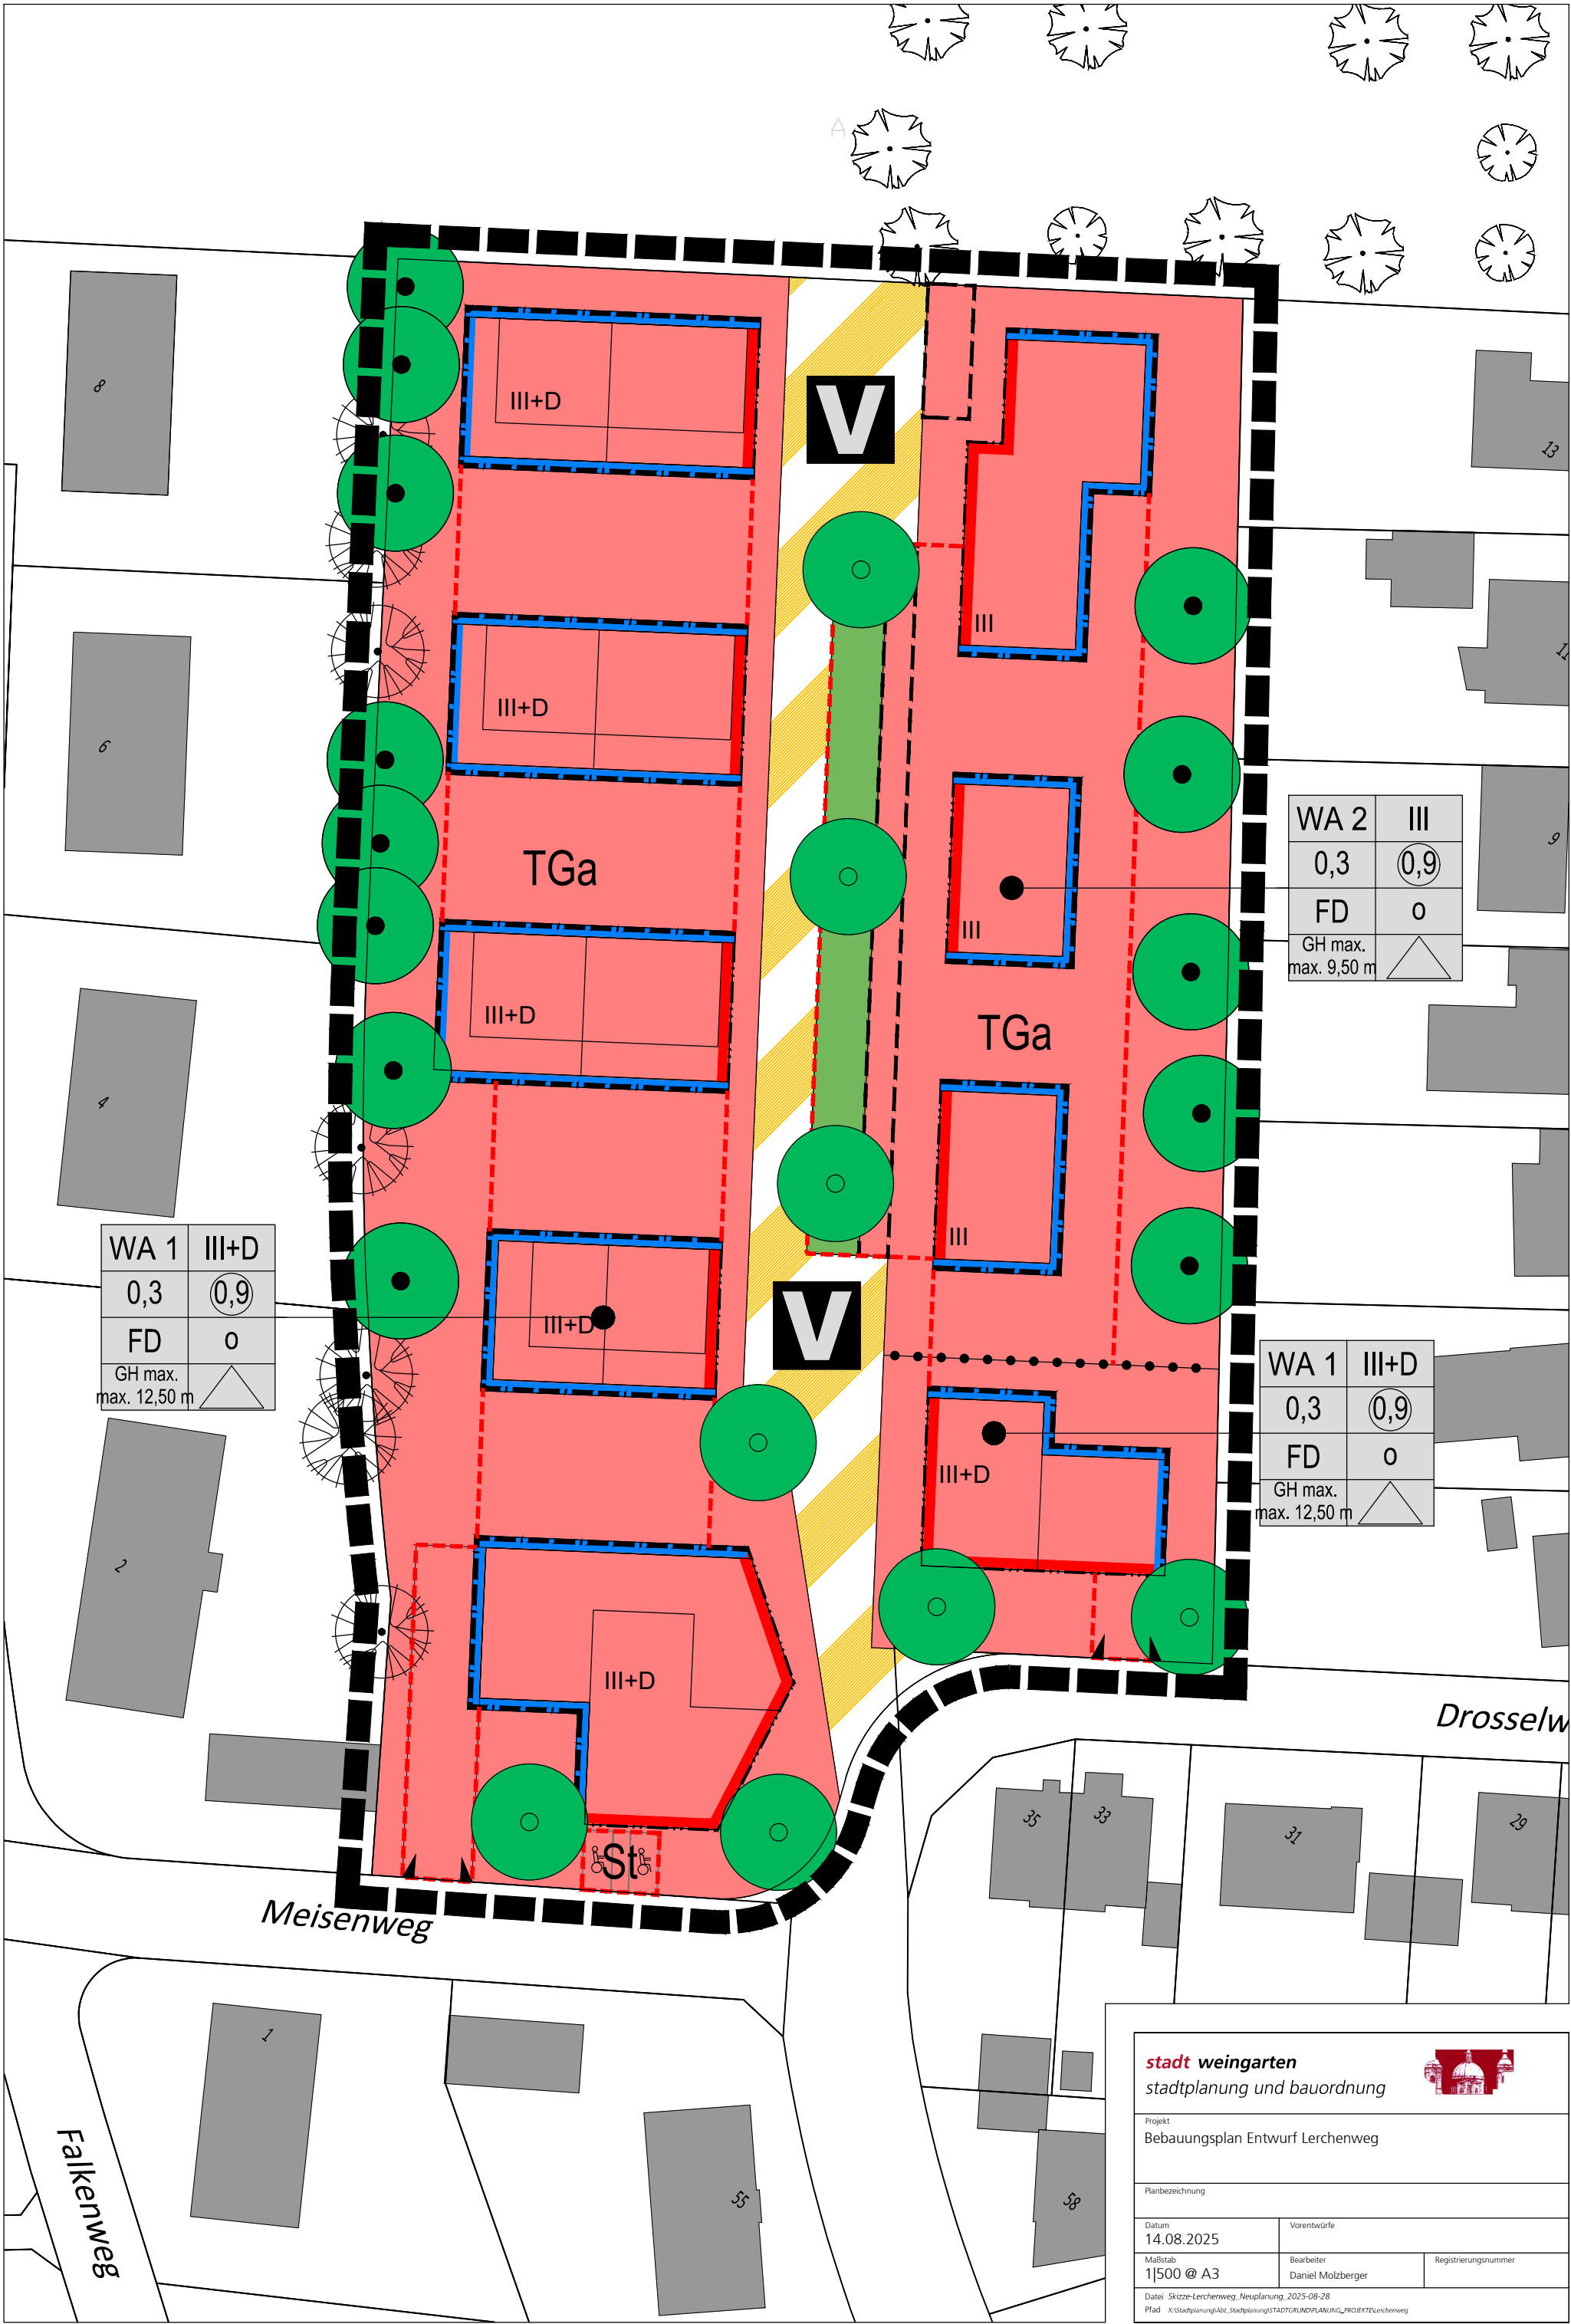 A
8
III+D
V
13
III
11
6
III+D
WA 2 III
0,3 0,9
FD o
GH max.
max. 9,50 m
9
TGa
III
III+D
TGa
4
III
WA 1 III+D
0,3 0,9
FD o
GH max.
max. 12,50 m
III+D
V
WA 1 III+D
0,3 0,9
FD o
GH max.
max. 12,50 m
III+D
2
III+D
Drosselw
35
33
31
29
St
Meisenweg
1
Falkenweg
55
58
stadt weingarten
stadtplanung und bauordnung
Projekt
Bebauungsplan Entwurf Lerchenweg
Planbezeichnung
Datum
14.08.2025
Vorentwürfe
Maßstab
1|500 @ A3
Bearbeiter
Daniel Molzberger
Registrierungsnummer
Datei Skizze-Lerchenweg_Neuplanung_2025-08-28
Pfad X:\Stadtplanung\Abt_Stadtplanung\STADTGRUND\PLANUNG_PROJEKTE\Lerchenweg